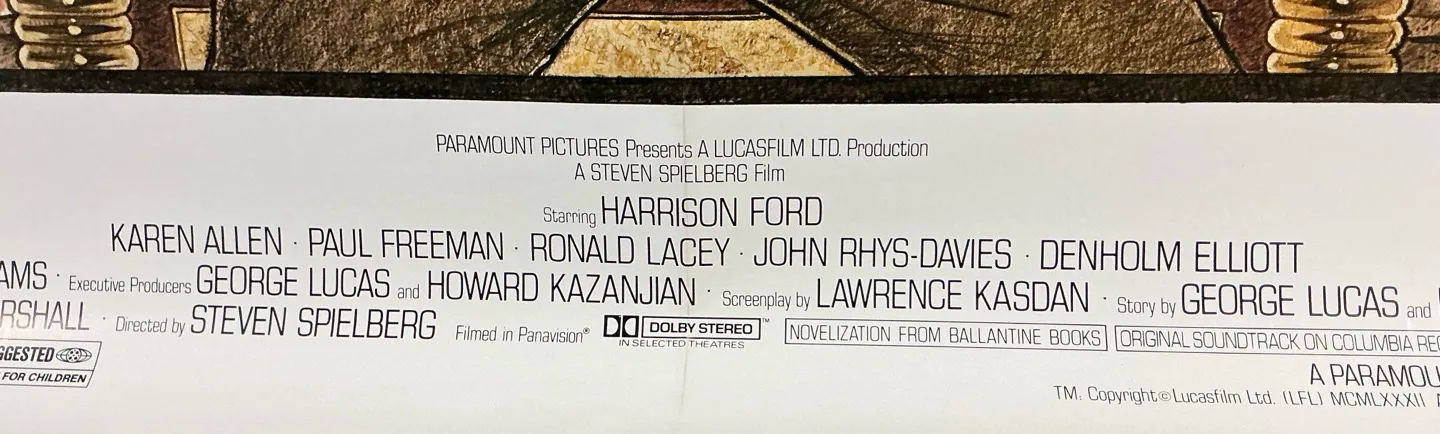 PARAMOUNT PICTURES Presents A LUCASFILM LTD. Production
A STEVEN SPIELBERG Film
Starring HARRISON FORD
KAREN ALLEN · PAUL FREEMAN · RONALD LACEY · JOHN RHYS-DAVIES · DENHOLM ELLIOTT
AMS · Executive Producers GEORGE LUCAS and HOWARD KAZANJIAN · Screenplay by LAWRENCE KASDAN · Story by GEORGE LUCAS and
RSHALL · Directed by STEVEN SPIELBERG Filmed in Panavision® DOLBY STEREO™ NOVELIZATION FROM BALLANTINE BOOKS ORIGINAL SOUNDTRACK ON COLUMBIA REC
IN SELECTED THEATRES
GGESTED
FOR CHILDREN
A PARAMOU
TM: Copyright © Lucasfilm Ltd. (LFL) MCMLXXXII